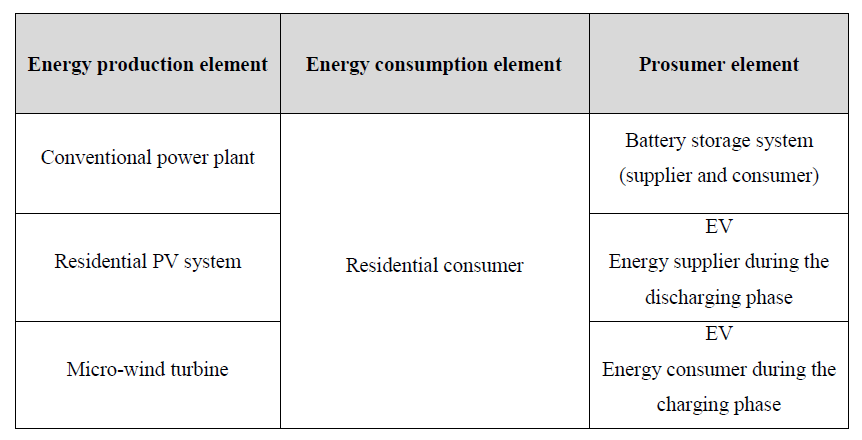 Energy production element
Energy consumption element
Prosumer element
Conventional power plant
Residential consumer
Battery storage system
(supplier and consumer)
Residential PV system
EV
Energy supplier during the
discharging phase
Micro-wind turbine
EV
Energy consumer during the
charging phase